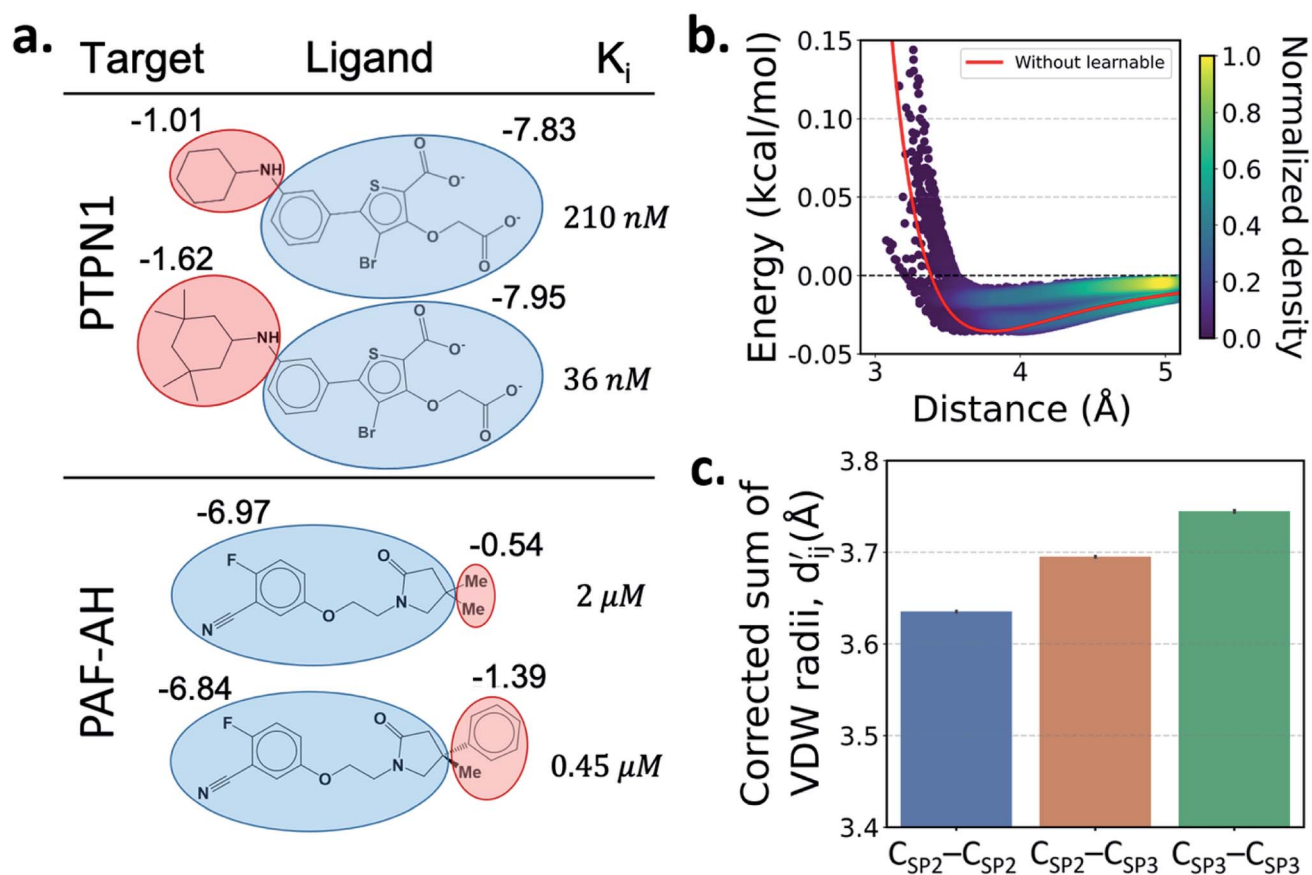 a.
Target Ligand Ki
PTPN1
-1.01 -7.83
NH S O O- O O O- Br
210 nM
-1.62 -7.95
NH S O O- O O O- Br
36 nM
PAF-AH
-6.97 -0.54
F O N Me Me O N
2 μM
-6.84 -1.39
F O N Me O N
0.45 μM
b.
Energy (kcal/mol)
0.15
0.10
0.05
0.00
-0.05
Without learnable
3 4 5
Distance (Å)
1.0
0.8
0.6
0.4
0.2
0.0
Normalized density
c.
Corrected sum of
VDW radii, d′ij(Å)
3.8
3.7
3.6
3.5
3.4
CSP2–CSP2 CSP2–CSP3 CSP3–CSP3